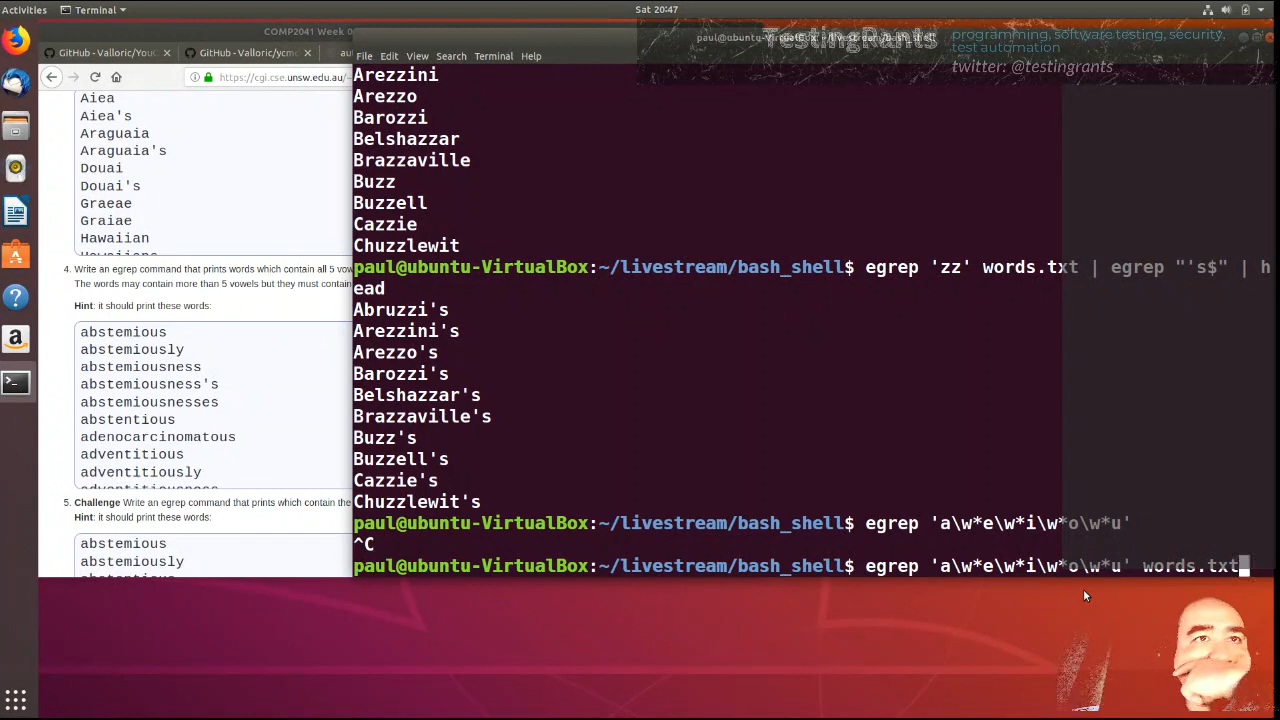 Activities
Terminal
Sat 20:47
COMP2041 Week 0
GitHub - Valloric/You
GitHub - Valloric/ycmd
au
https://cgi.cse.unsw.edu.au/~
Aiea
Aiea's
Araguaia
Araguaia's
Douai
Douai's
Graeae
Graiae
Hawaiian
4. Write an egrep command that prints words which contain all 5 vow
The words may contain more than 5 vowels but they must contain
Hint: it should print these words:
abstemious
abstemiously
abstemiousness
abstemiousness's
abstemiousnesses
abstentious
adenocarcinomatous
adventitious
adventitiously
5. Challenge Write an egrep command that prints which contain the
Hint: it should print these words:
abstemious
abstemiously
TestingRants
programming, software testing, security,
test automation
twitter: @testingrants
File Edit View Search Terminal Help
Arezzini
Arezzo
Barozzi
Belshazzar
Brazzaville
Buzz
Buzzell
Cazzie
Chuzzlewit
paul@ubuntu-VirtualBox:~/livestream/bash_shell$ egrep 'zz' words.txt | egrep "'s$" | h
ead
Abruzzi's
Arezzini's
Arezzo's
Barozzi's
Belshazzar's
Brazzaville's
Buzz's
Buzzell's
Cazzie's
Chuzzlewit's
paul@ubuntu-VirtualBox:~/livestream/bash_shell$ egrep 'a\w*e\w*i\w*o\w*u'
^C
paul@ubuntu-VirtualBox:~/livestream/bash_shell$ egrep 'a\w*e\w*i\w*o\w*u' words.txt